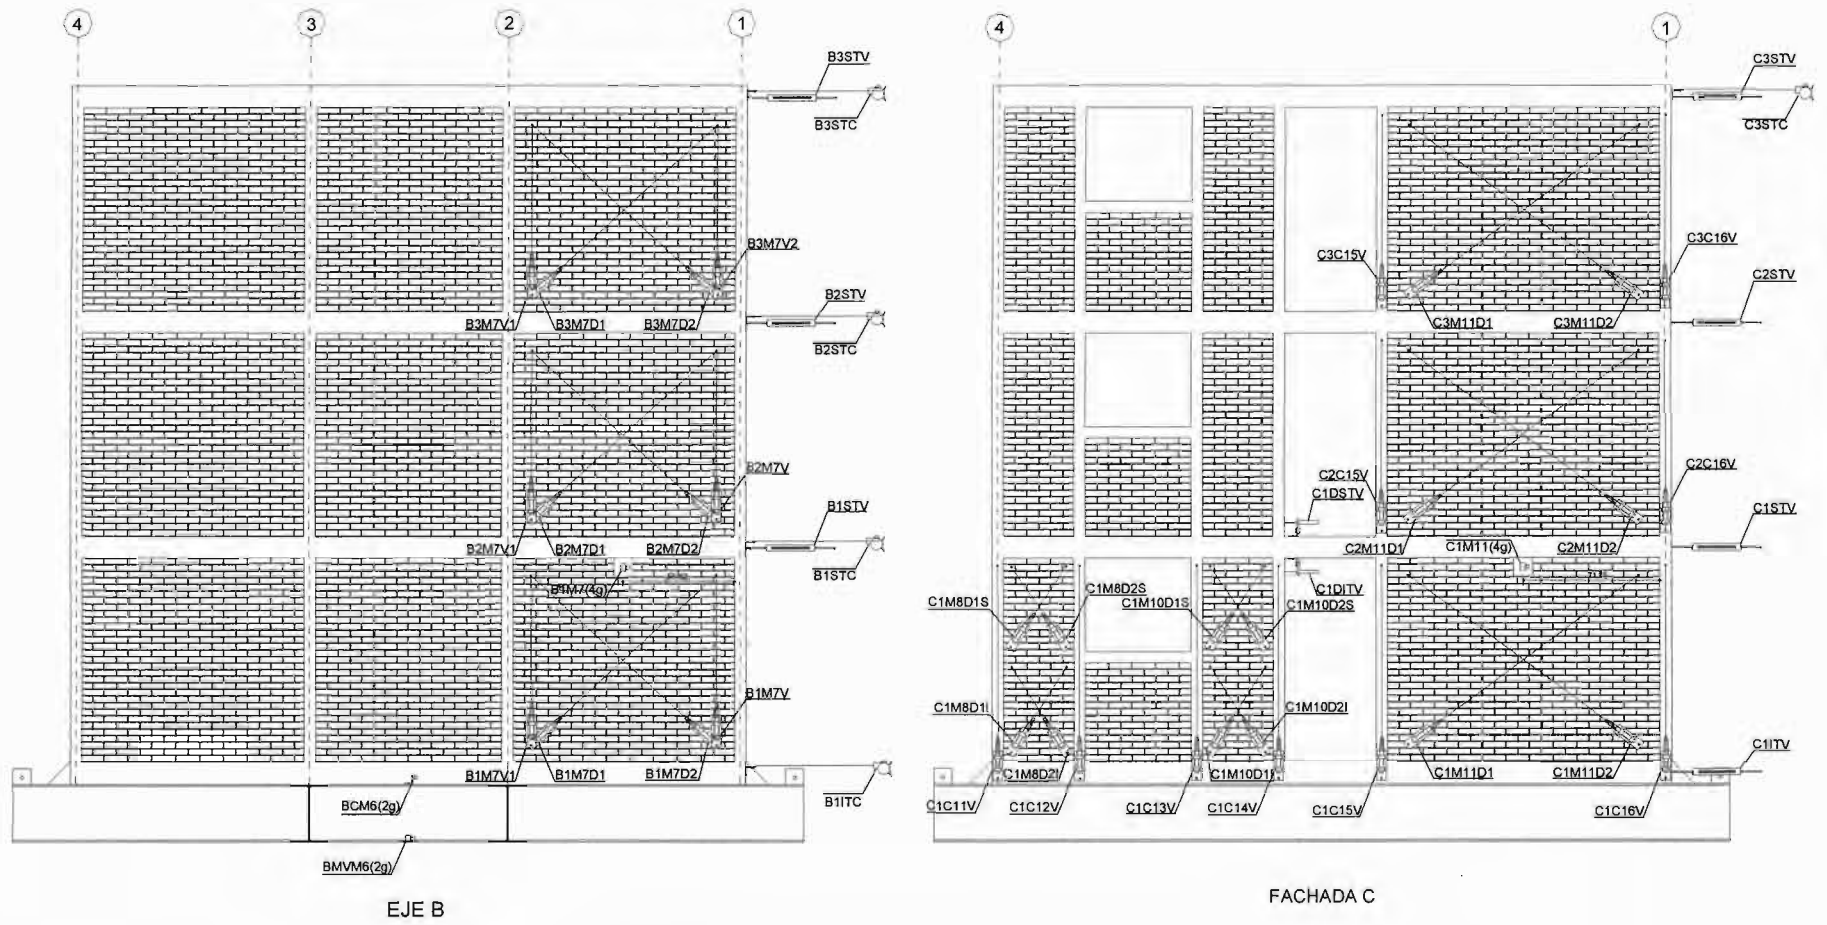 4
3
2
1
B3STV
B3STC
B3M7V2
B2STV
B3M7V1
B3M7D1
B3M7D2
B2STC
B2M7V
B1STV
B2M7V1
B2M7D1
B2M7D2
B1STC
B1M7(4g)
B1M7V
B1M7V1
B1M7D1
B1M7D2
B1ITC
BCM6(2g)
BMVM6(2g)
EJE B
4
1
C3STV
C3STC
C3C15V
C3C16V
C2STV
C3M11D1
C3M11D2
C2C15V
C2C16V
C1DSTV
C1STV
C2M11D1
C1M11(4g)
C2M11D2
C1DITV
C1M8D1S
C1M8D2S
C1M10D1S
C1M10D2S
C1M8D1I
C1M10D2I
C1ITV
C1M8D2I
C1M10D1I
C1M11D1
C1M11D2
C1C11V
C1C12V
C1C13V
C1C14V
C1C15V
C1C16V
FACHADA C